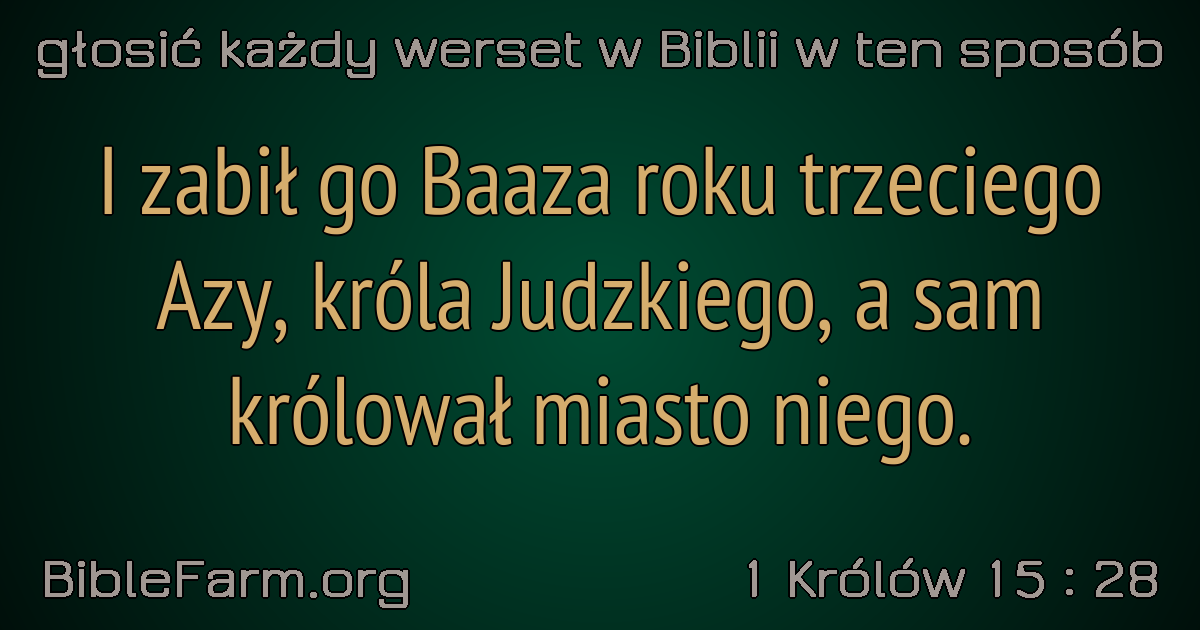 głosić każdy werset w Biblii w ten sposób
I zabił go Baaza roku trzeciego
Azy, króla Judzkiego, a sam
królował miasto niego.
BibleFarm.org
1 Królów 15 : 28